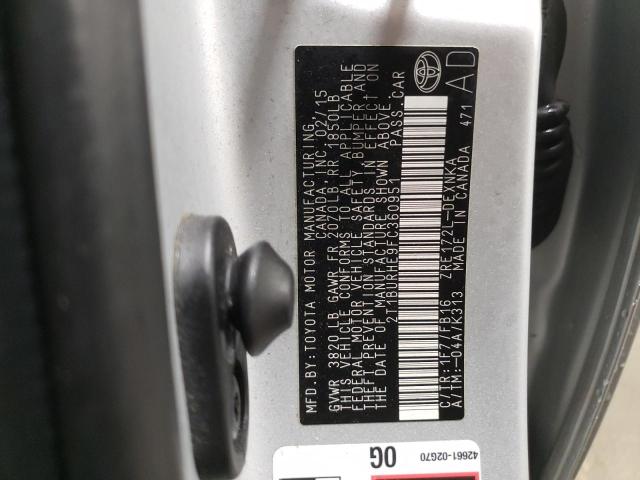 MFD.BY:TOYOTA MOTOR MANUFACTURING
CANADA,INC. 02/15
GVWR 3820LB GAWR FR 2070LB RR 1850LB
THIS VEHICLE CONFORMS TO ALL APPLICABLE
FEDERAL MOTOR VEHICLE SAFETY, BUMPER, AND
THEFT PREVENTION STANDARDS IN EFFECT ON
THE DATE OF MANUFACTURE SHOWN ABOVE.
2T1BURHE9FC360951 PASS.CAR
C/TR:1F7/FB16 ZRE172L-DEXNKA
A/TM:-04A/K313 MADE IN CANADA 471
AD
42661-02G70
0G